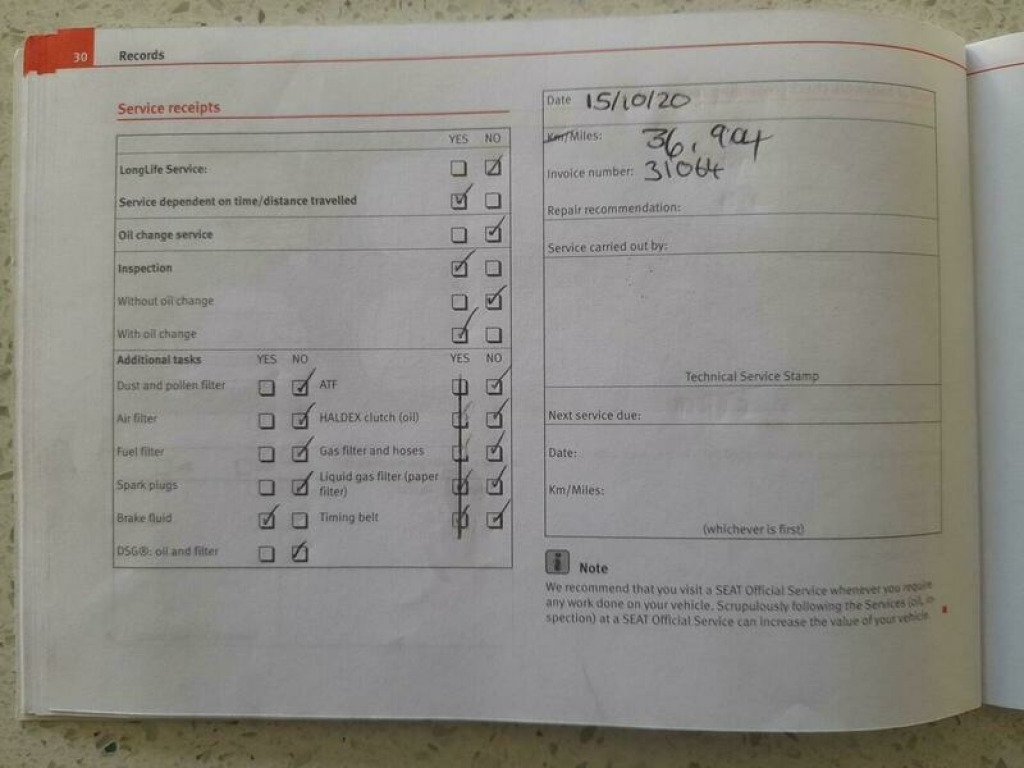 30 Records
Service receipts
YES NO
LongLife Service:
Service dependent on time/distance travelled
Oil change service
Inspection
Without oil change
With oil change
Additional tasks YES NO YES NO
Dust and pollen filter ATF
Air filter HALDEX clutch (oil)
Fuel filter Gas filter and hoses
Spark plugs Liquid gas filter (paper
filter)
Brake fluid Timing belt
DSG®: oil and filter
Date 15/10/20
Km/Miles: 36,904
Invoice number: 31064
Repair recommendation:
Service carried out by:
Technical Service Stamp
Next service due:
Date:
Km/Miles:
(whichever is first)
i Note
We recommend that you visit a SEAT Official Service whenever you require
any work done on your vehicle. Scrupulously following the Services (oil, in-
spection) at a SEAT Official Service can increase the value of your vehicle.